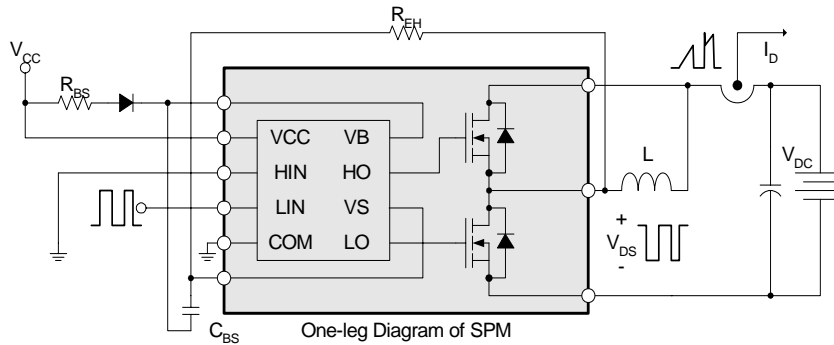 R_EH
V_CC
I_D
R_BS
VCC VB
L
V_DC
HIN HO
LIN VS
+
V_DS
COM LO
-
C_BS
One-leg Diagram of SPM